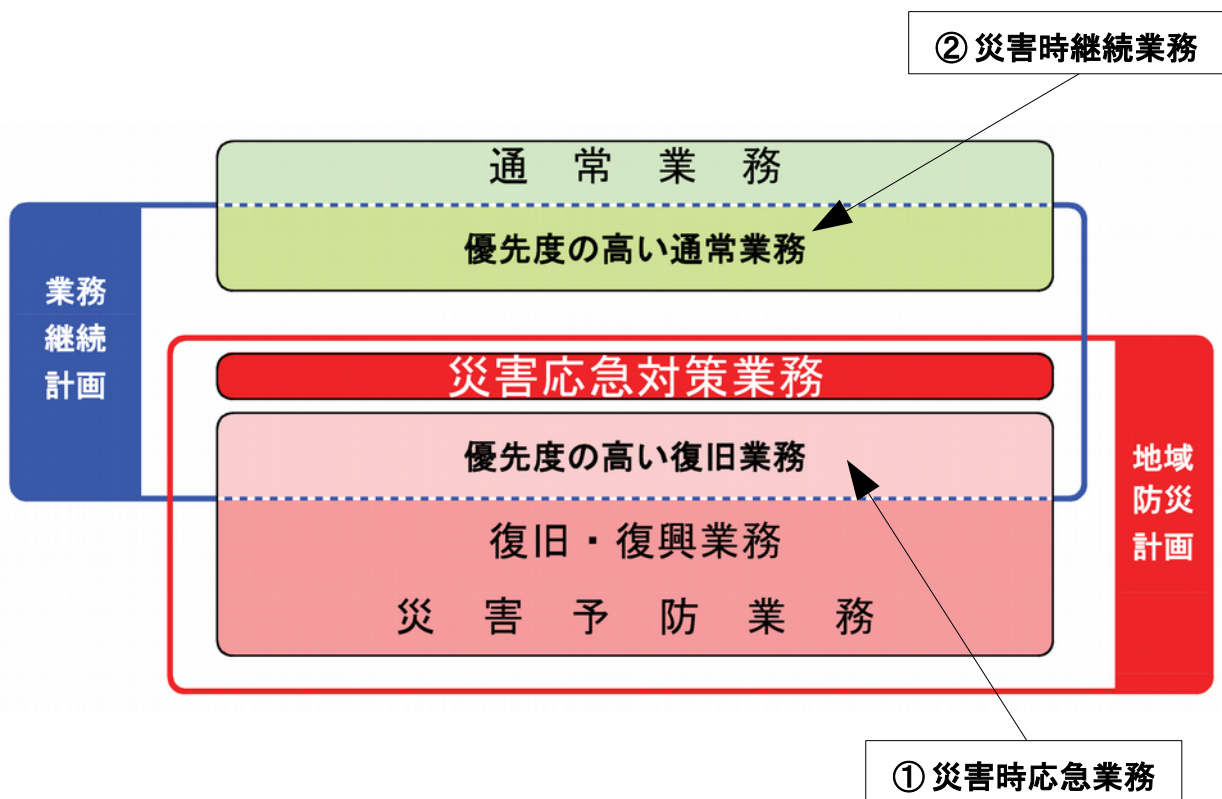 ② 災害時継続業務
通常業務
優先度の高い通常業務
業務
継続
計画
災害応急対策業務
優先度の高い復旧業務
復旧・復興業務
災害予防業務
地域
防災
計画
① 災害時応急業務